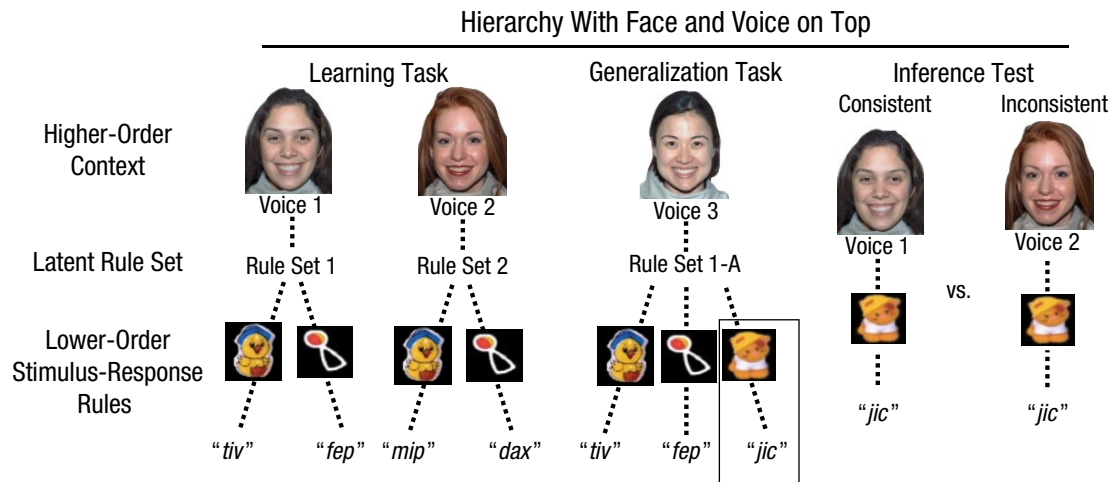 Hierarchy With Face and Voice on Top
Learning Task
Generalization Task
Inference Test
Consistent
Inconsistent
Higher-Order
Context
Voice 1
Voice 2
Voice 3
Voice 1
Voice 2
Latent Rule Set
Rule Set 1
Rule Set 2
Rule Set 1-A
vs.
Lower-Order
Stimulus-Response
Rules
“tiv”
“fep”
“mip”
“dax”
“tiv”
“fep”
“jic”
“jic”
“jic”